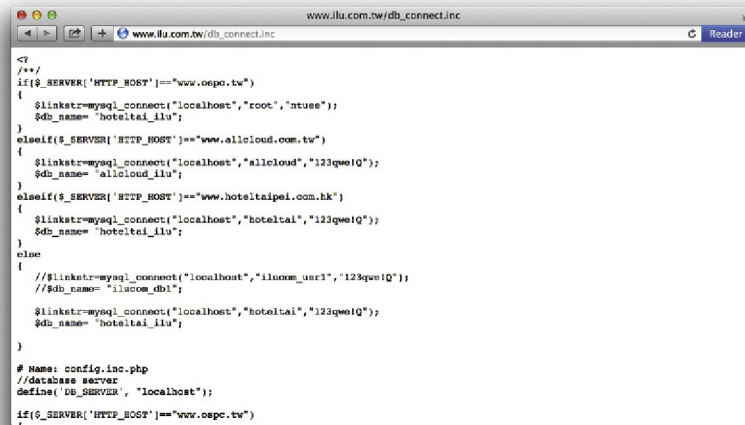 www.ilu.com.tw/db_connect.inc
www.ilu.com.tw/db_connect.inc
Reader
<?
/**/
if($_SERVER['HTTP_HOST']=="www.ospc.tw")
{
$linkstr=mysql_connect("localhost","root","ntuee");
$db_name= "hoteltai_ilu";
}
elseif($_SERVER['HTTP_HOST']=="www.allcloud.com.tw")
{
$linkstr=mysql_connect("localhost","allcloud","123qwe!Q");
$db_name= "allcloud_ilu";
}
elseif($_SERVER['HTTP_HOST']=="www.hoteltaipei.com.hk")
{
$linkstr=mysql_connect("localhost","hoteltai","123qwe!Q");
$db_name= "hoteltai_ilu";
}
else
{
//$linkstr=mysql_connect("localhost","ilucom_usr1","123qwe!Q");
//$db_name= "ilucom_db1";
$linkstr=mysql_connect("localhost","hoteltai","123qwe!Q");
$db_name= "hoteltai_ilu";
}
# Name: config.inc.php
//database server
define('DB_SERVER', "localhost");
if($_SERVER['HTTP_HOST']=="www.ospc.tw")